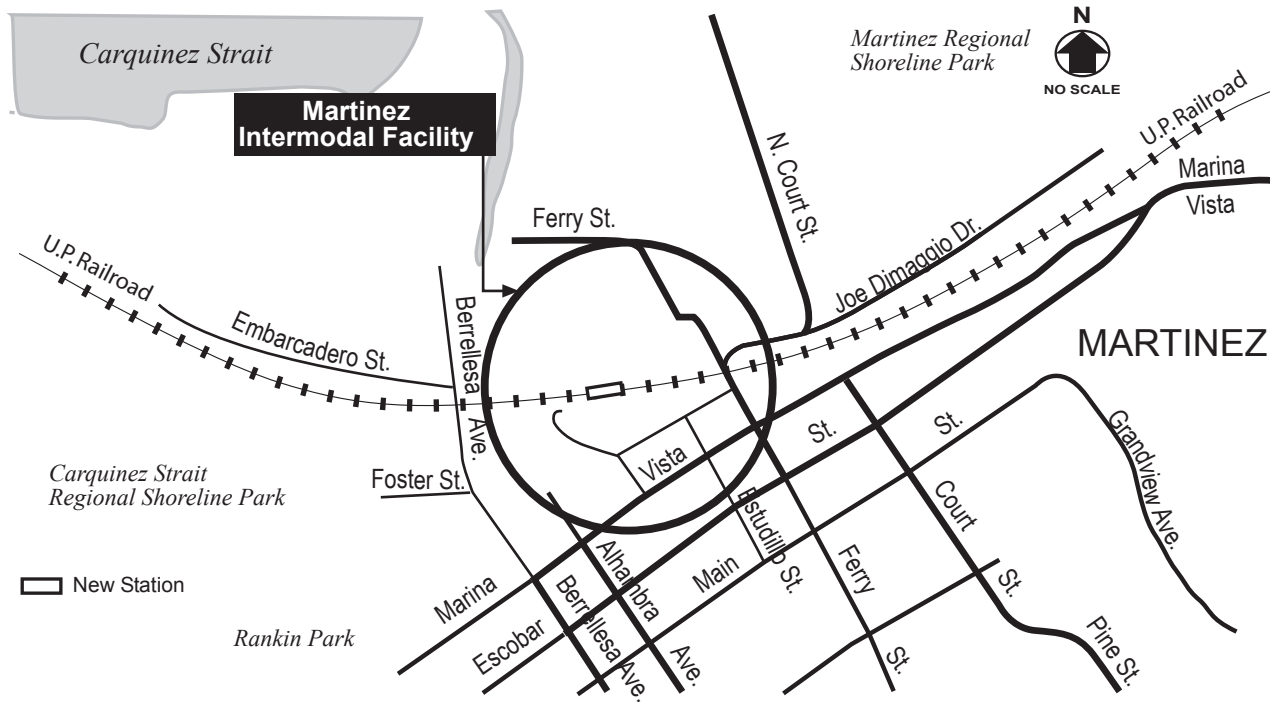 Carquinez Strait
Martinez Regional
Shoreline Park
N
NO SCALE
Martinez
Intermodal Facility
U.P. Railroad
Marina
Vista
N. Court St.
Ferry St.
Joe Dimaggio Dr.
U.P. Railroad
Embarcadero St.
Berrellesa
Ave.
MARTINEZ
Foster St.
Carquinez Strait
Regional Shoreline Park
Vista
St.
St.
Grandview Ave.
Estudillo St.
Court
St.
New Station
Marina
Alhambra
Ave.
Main
Ferry
St.
Escobar
Berrellesa Ave.
Pine St.
Rankin Park